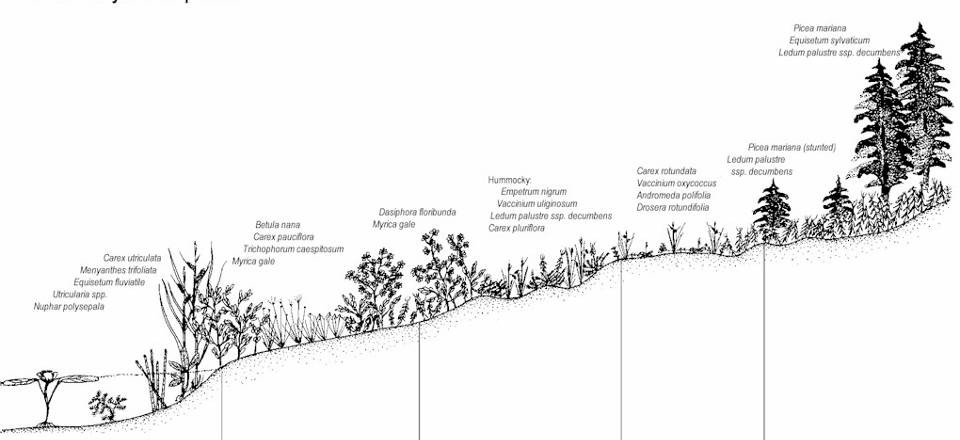 Picea mariana
Equisetum sylvaticum
Ledum palustre ssp. decumbens
Picea mariana (stunted)
Ledum palustre
ssp. decumbens
Carex rotundata
Vaccinium oxycoccus
Andromeda polifolia
Drosera rotundifolia
Hummocky:
Empetrum nigrum
Vaccinium uliginosum
Ledum palustre ssp. decumbens
Carex pluriflora
Dasiphora floribunda
Myrica gale
Betula nana
Carex pauciflora
Trichophorum caespitosum
Myrica gale
Carex utriculata
Menyanthes trifoliata
Equisetum fluviatile
Utricularia spp.
Nuphar polysepala